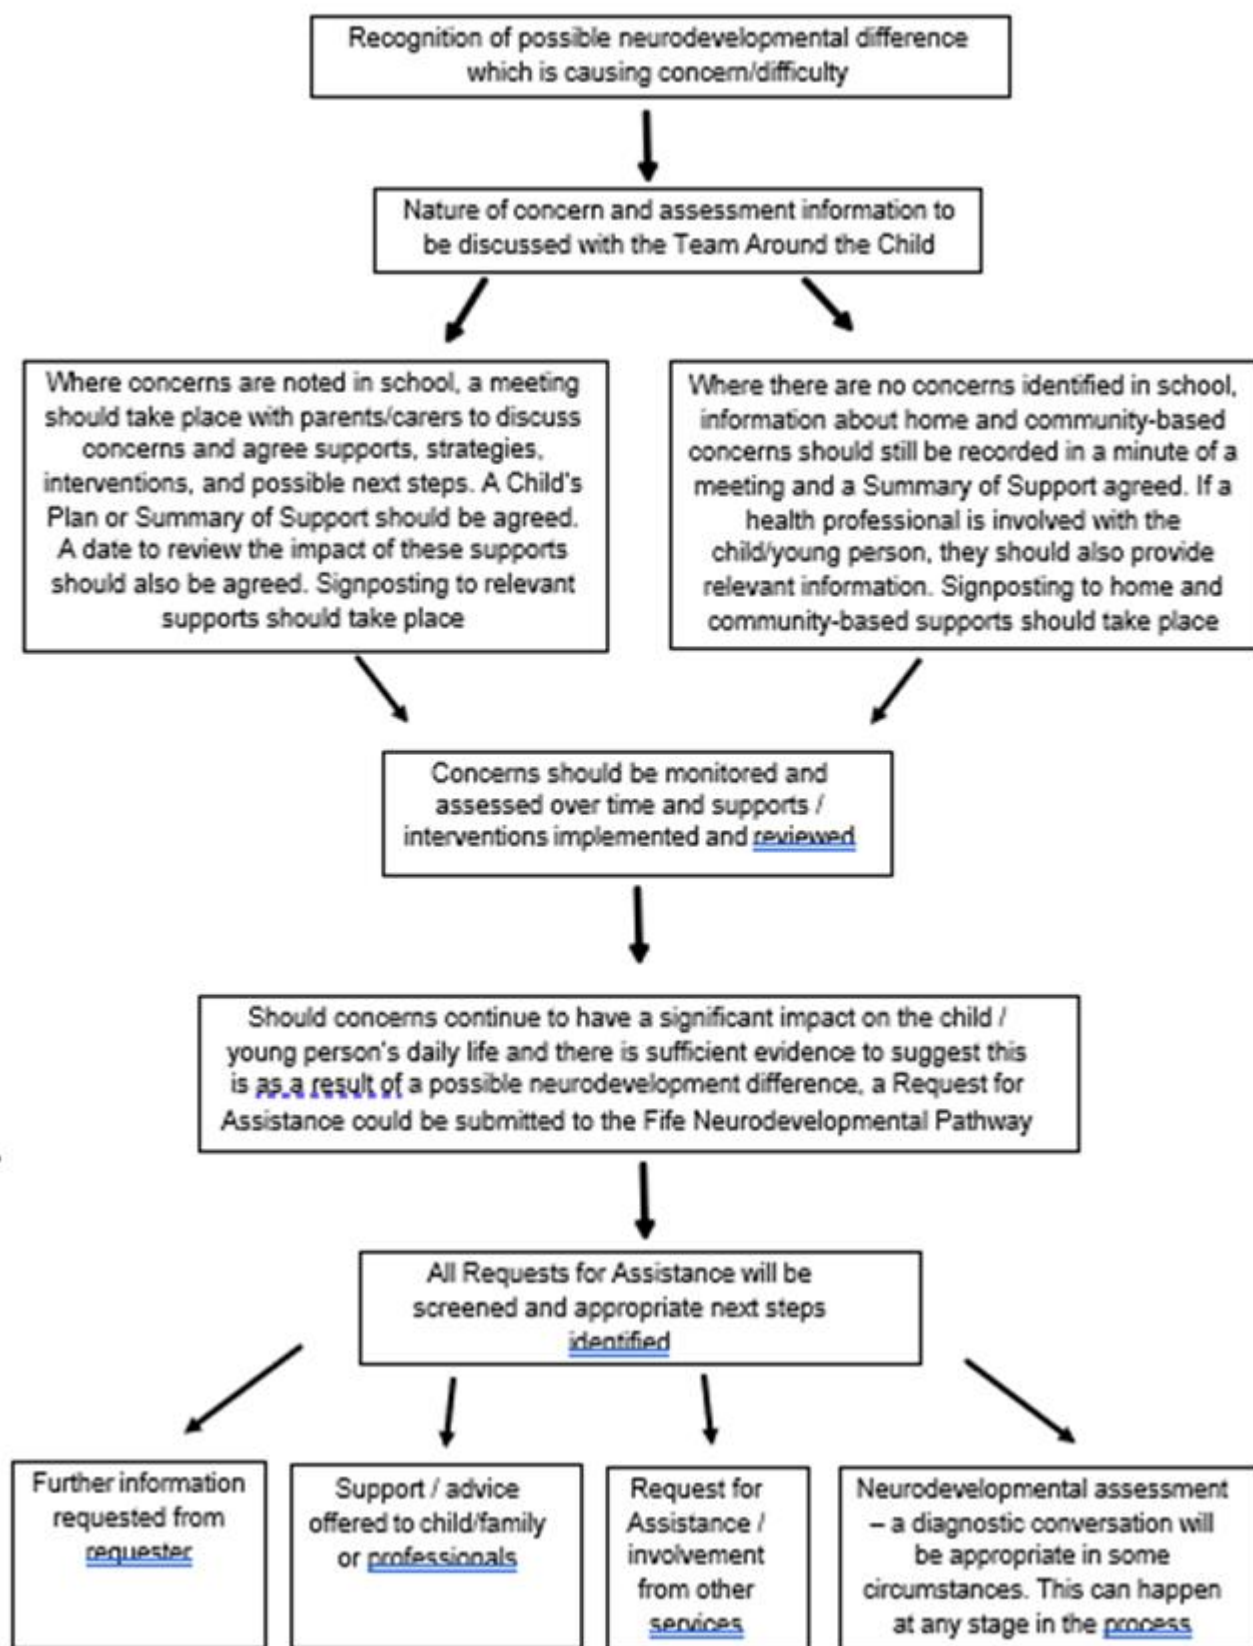 Recognition of possible neurodevelopmental difference
which is causing concern/difficulty
Nature of concern and assessment information to
be discussed with the Team Around the Child
Where concerns are noted in school, a meeting
should take place with parents/carers to discuss
concerns and agree supports, strategies,
interventions, and possible next steps. A Child's
Plan or Summary of Support should be agreed.
A date to review the impact of these supports
should also be agreed. Signposting to relevant
supports should take place
Where there are no concerns identified in school,
information about home and community-based
concerns should still be recorded in a minute of a
meeting and a Summary of Support agreed. If a
health professional is involved with the
child/young person, they should also provide
relevant information. Signposting to home and
community-based supports should take place
Concerns should be monitored and
assessed over time and supports /
interventions implemented and reviewed
Should concerns continue to have a significant impact on the child /
young person's daily life and there is sufficient evidence to suggest this
is as a result of a possible neurodevelopment difference, a Request for
Assistance could be submitted to the Fife Neurodevelopmental Pathway
All Requests for Assistance will be
screened and appropriate next steps
identified
Further information
requested from
requester
Support / advice
offered to child/family
or professionals
Request for
Assistance /
involvement
from other
services
Neurodevelopmental assessment
– a diagnostic conversation will
be appropriate in some
circumstances. This can happen
at any stage in the process